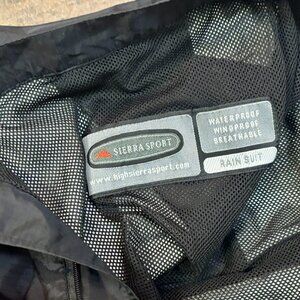 SIERRA SPORT
www.highsierrasport.com
WATERPROOF
WINDPROOF
BREATHABLE
RAIN SUIT